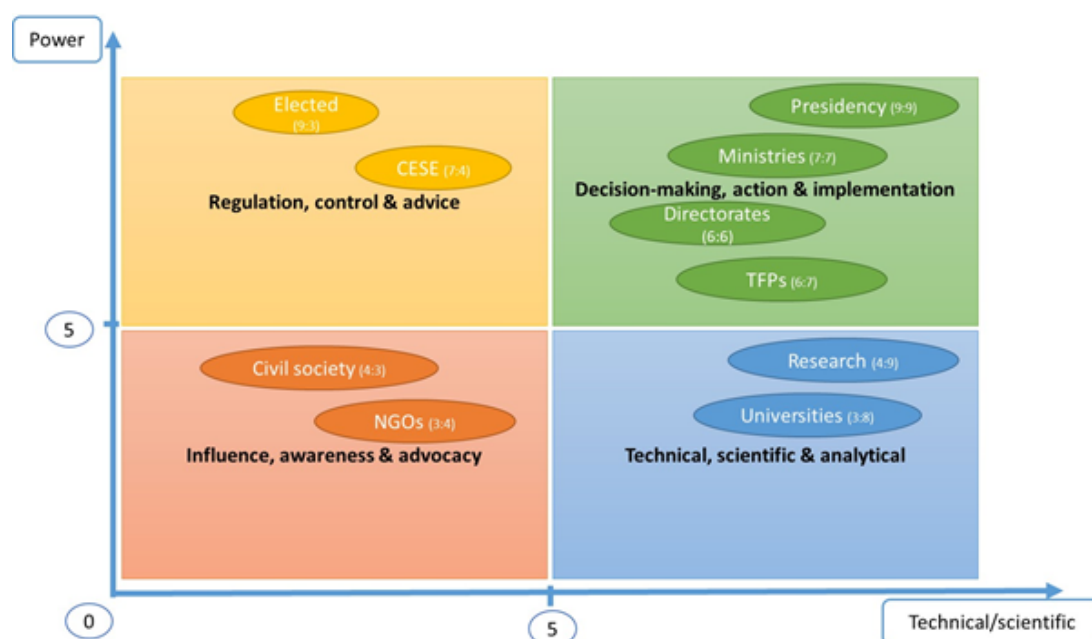 Power
Elected
(9:3)
CESE (7:4)
Regulation, control & advice
Presidency (9:9)
Ministries (7:7)
Decision-making, action & implementation
Directorates
(6:6)
TFPs (6:7)
5
Civil society (4:3)
NGOs (3:4)
Influence, awareness & advocacy
Research (4:9)
Universities (3:8)
Technical, scientific & analytical
0
5
Technical/scientific